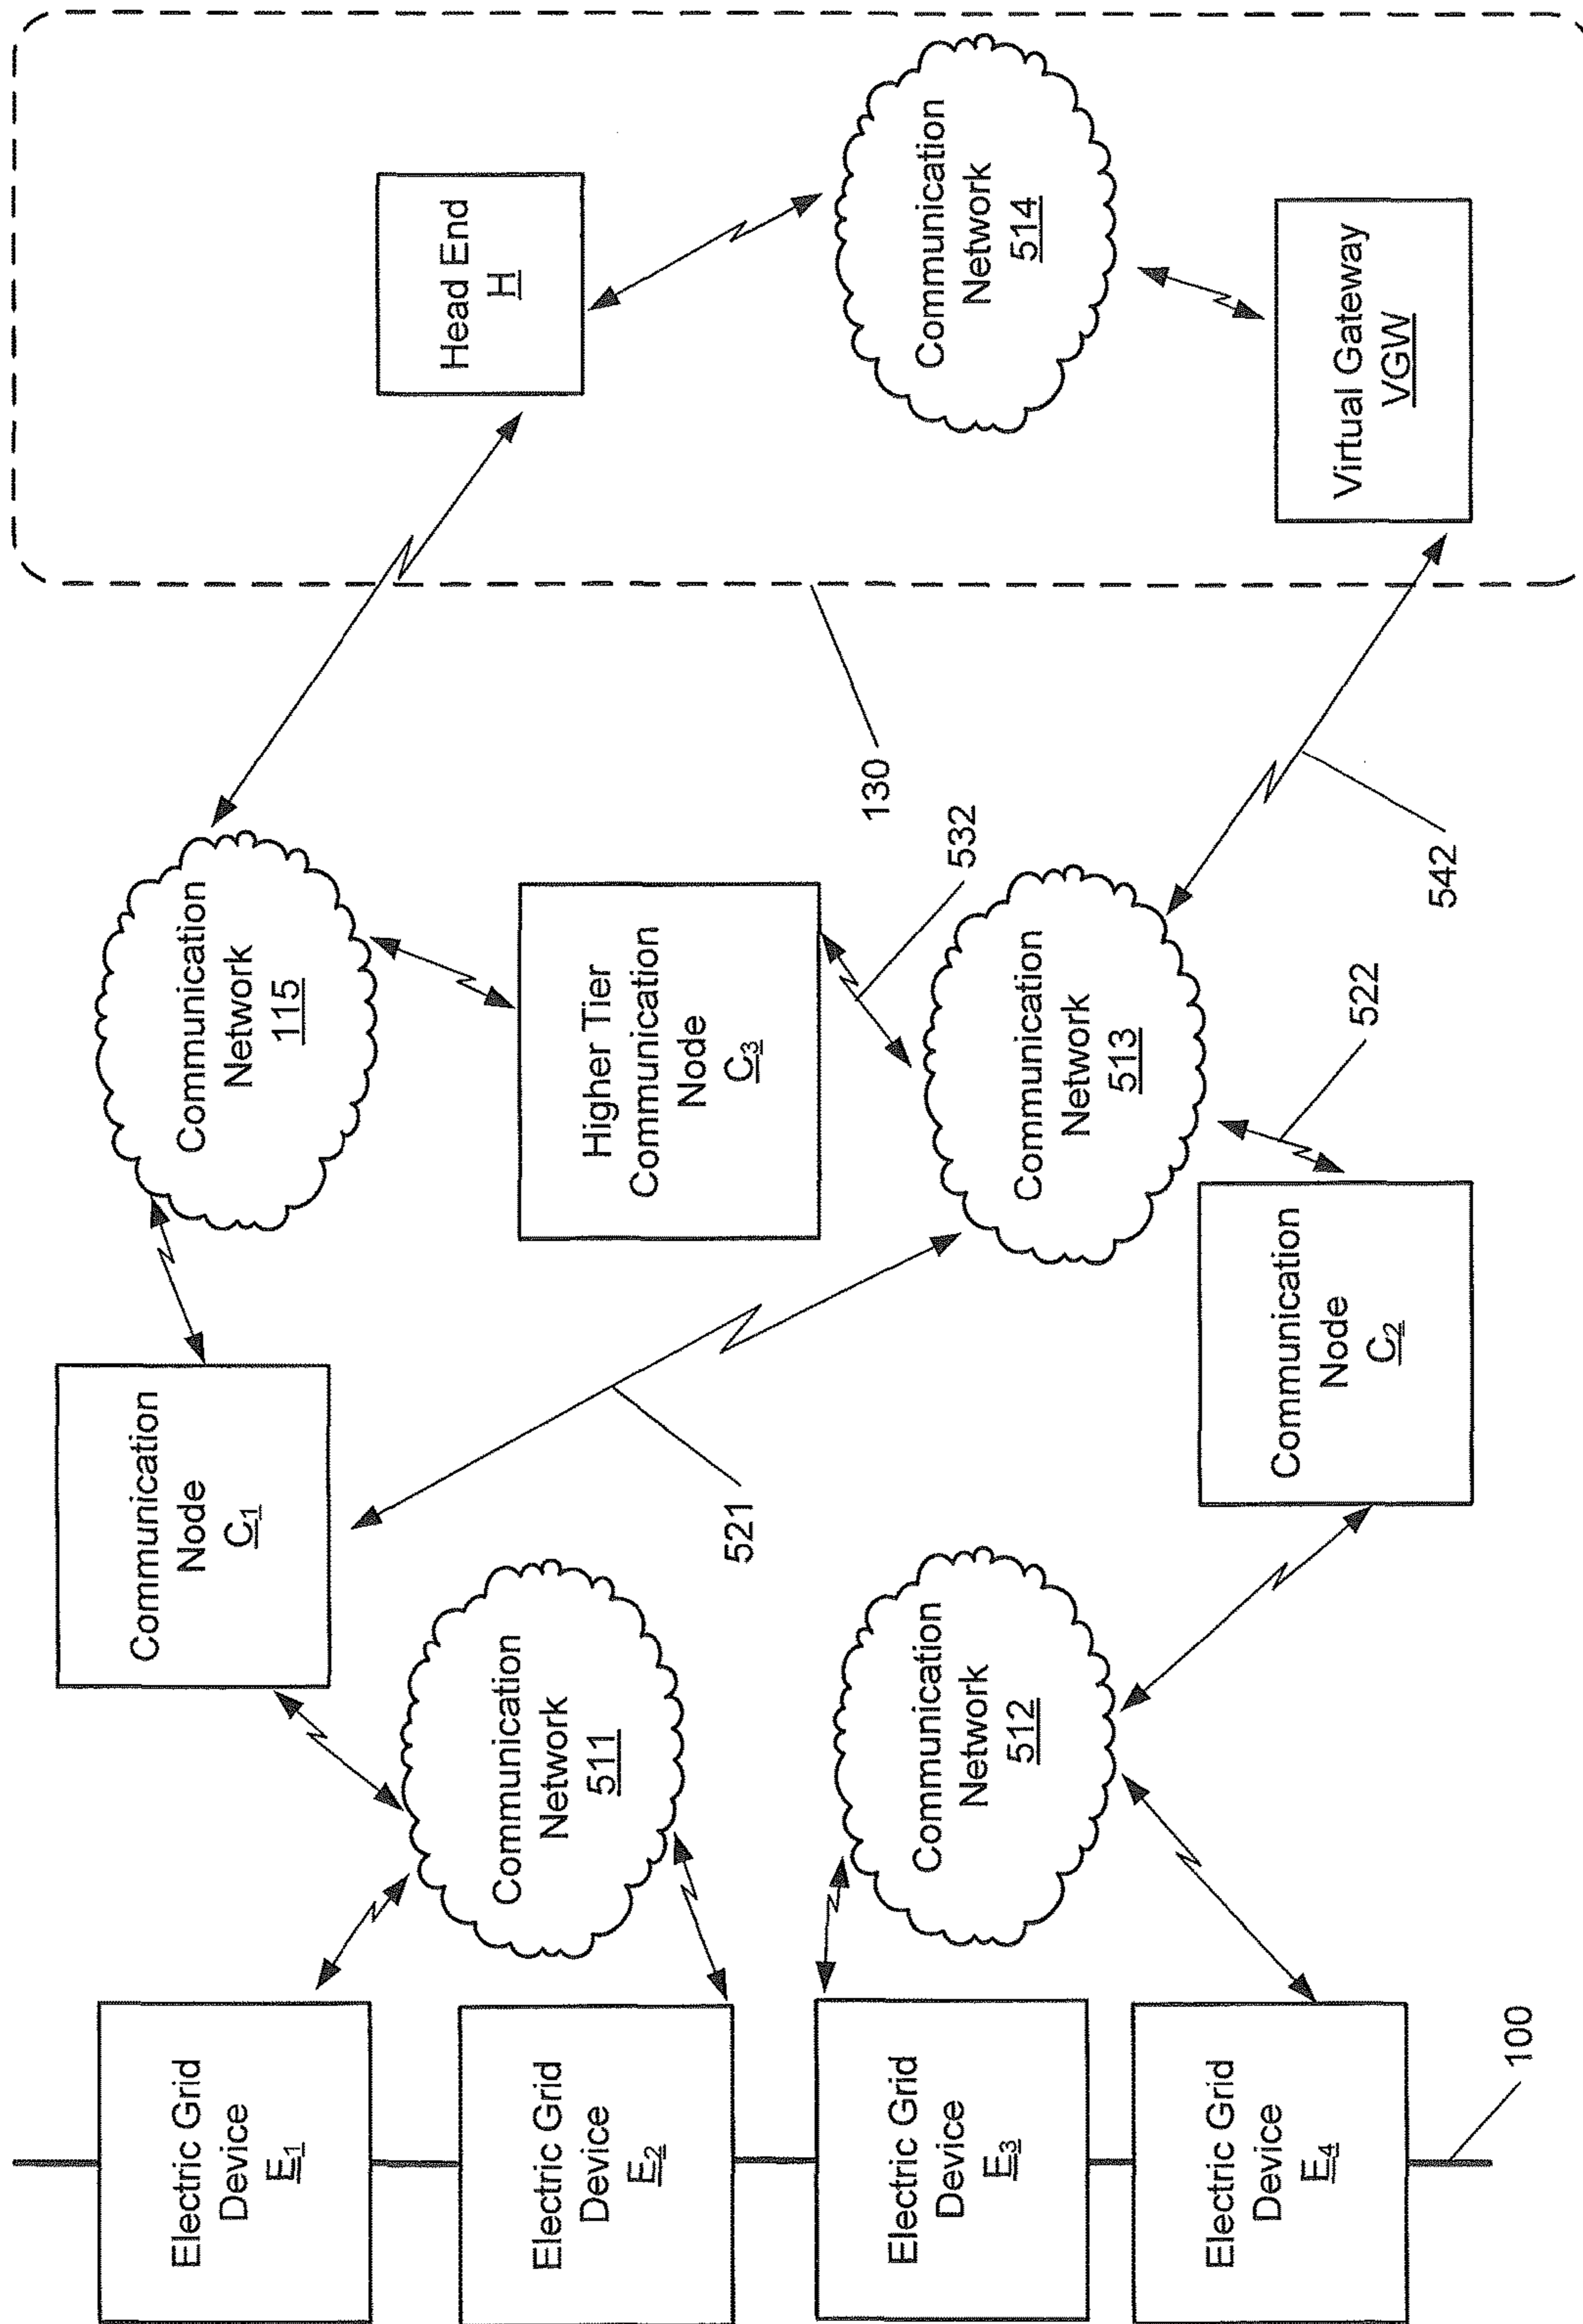 Electric Grid
Device
E1
Electric Grid
Device
E2
Electric Grid
Device
E3
Electric Grid
Device
E4
100
Communication
Network
511
Communication
Network
512
Communication
Node
C1
521
Communication
Node
C2
522
Communication
Network
115
Higher Tier
Communication
Node
C3
532
Communication
Network
513
542
130
Head End
H
Communication
Network
514
Virtual Gateway
VGW